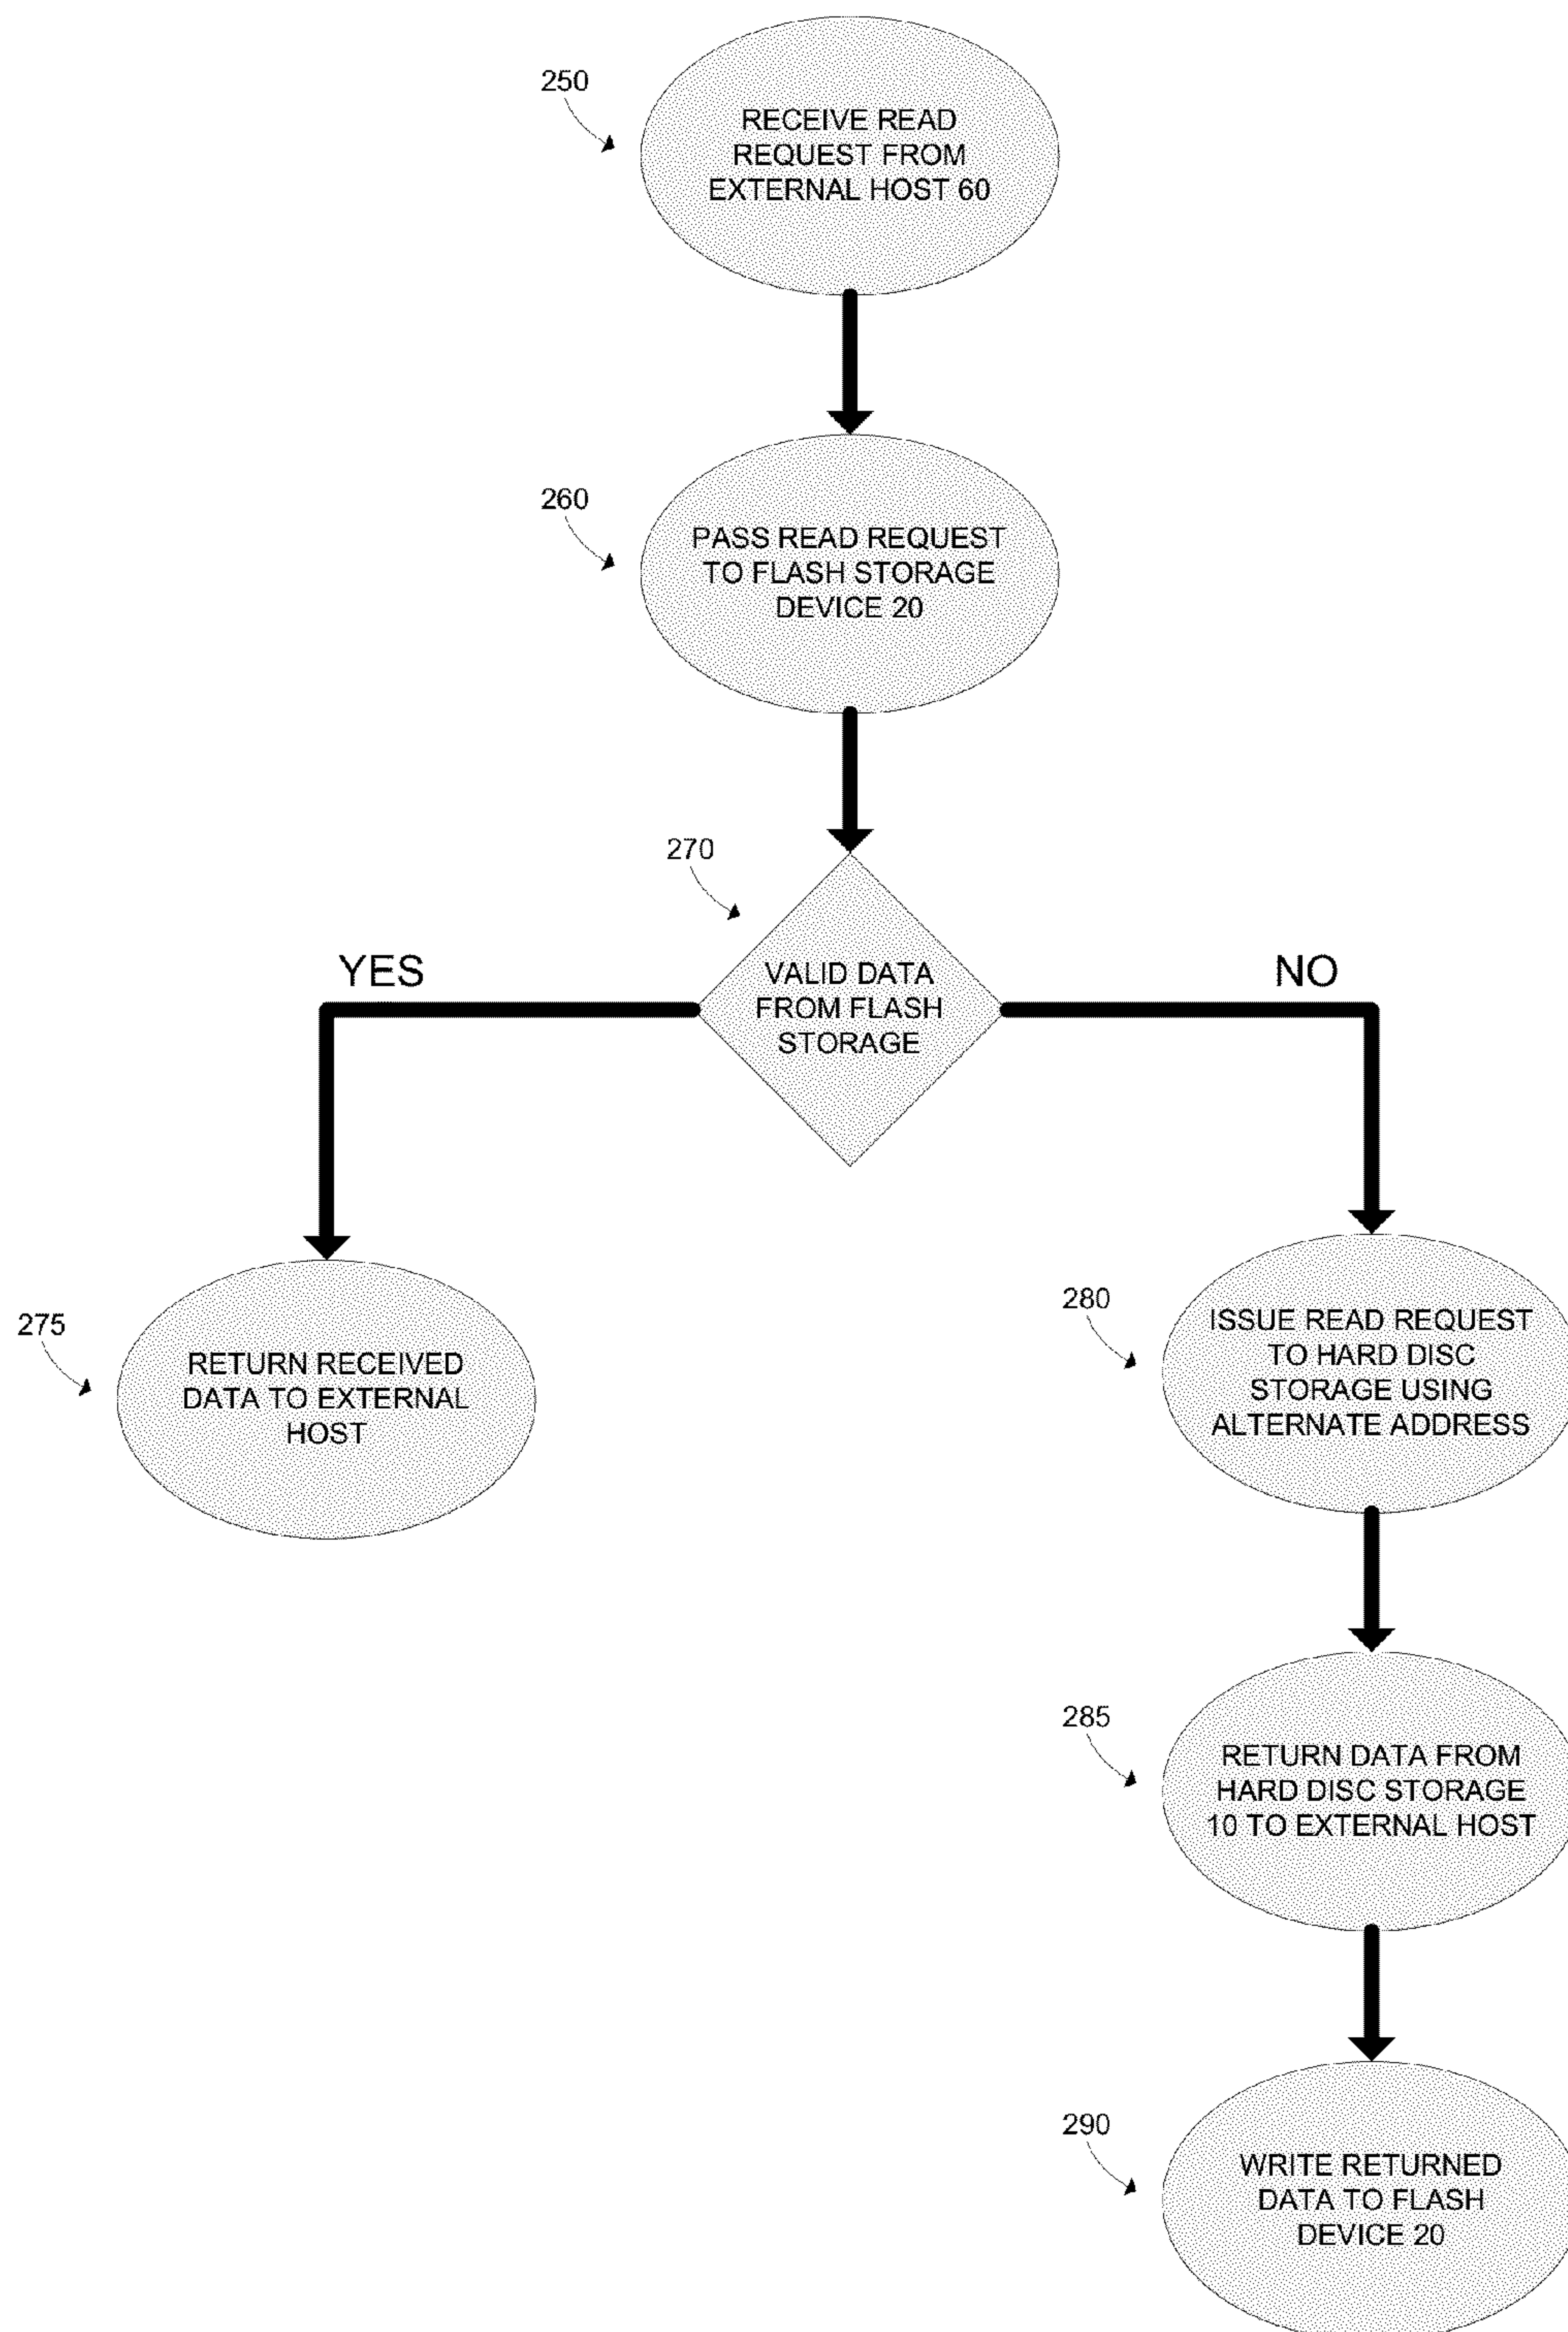 250
RECEIVE READ
REQUEST FROM
EXTERNAL HOST 60
260
PASS READ REQUEST
TO FLASH STORAGE
DEVICE 20
270
VALID DATA
FROM FLASH
STORAGE
YES
NO
275
RETURN RECEIVED
DATA TO EXTERNAL
HOST
280
ISSUE READ REQUEST
TO HARD DISC
STORAGE USING
ALTERNATE ADDRESS
285
RETURN DATA FROM
HARD DISC STORAGE
10 TO EXTERNAL HOST
290
WRITE RETURNED
DATA TO FLASH
DEVICE 20